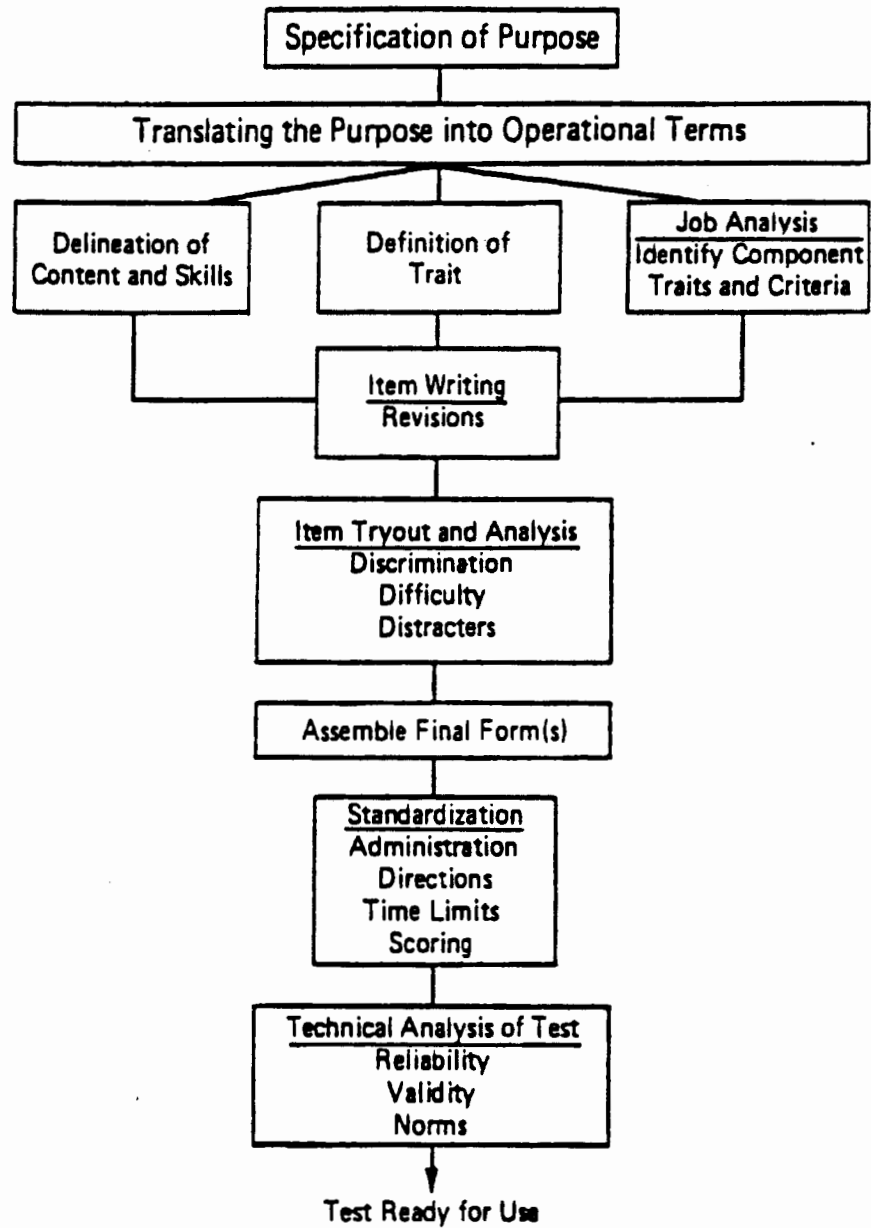 Specification of Purpose
Translating the Purpose into Operational Terms
Delineation of
Content and Skills
Definition of
Trait
Job Analysis
Identify Component
Traits and Criteria
Item Writing
Revisions
Item Tryout and Analysis
Discrimination
Difficulty
Distracters
Assemble Final Form(s)
Standardization
Administration
Directions
Time Limits
Scoring
Technical Analysis of Test
Reliability
Validity
Norms
Test Ready for Use